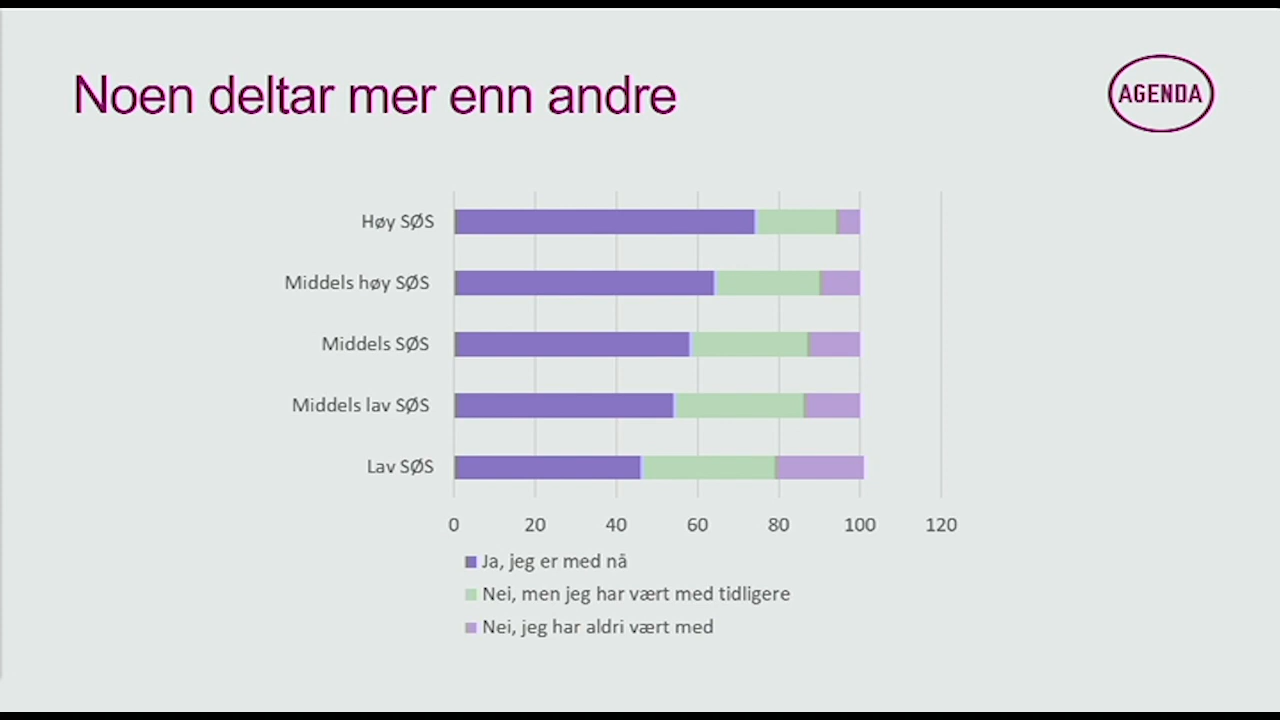 Noen deltar mer enn andre
AGENDA
Høy SØS
Middels høy SØS
Middels SØS
Middels lav SØS
Lav SØS
0 20 40 60 80 100 120
Ja, jeg er med nå
Nei, men jeg har vært med tidligere
Nei, jeg har aldri vært med